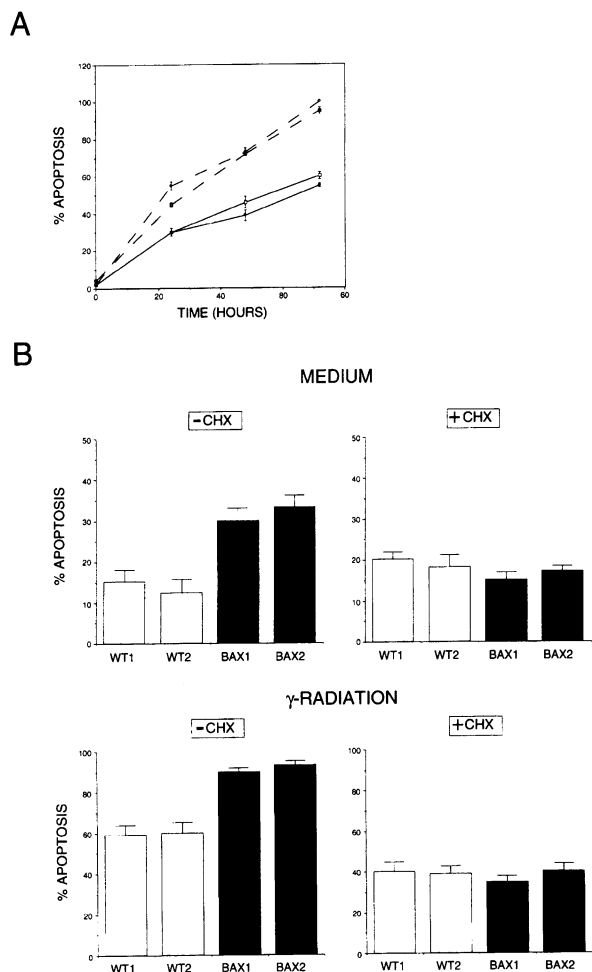 A
% APOPTOSIS
120
100
80
60
40
20
0
0 20 40 80 60
TIME (HOURS)
B
MEDIUM
-CHX
+CHX
% APOPTOSIS
50
40
30
20
10
0
WT1 WT2 BAX1 BAX2
50
40
30
20
10
0
WT1 WT2 BAX1 BAX2
γ-RADIATION
-CHX
+CHX
% APOPTOSIS
100
80
60
40
20
0
WT1 WT2 BAX1 BAX2
100
80
60
40
20
0
WT1 WT2 BAX1 BAX2